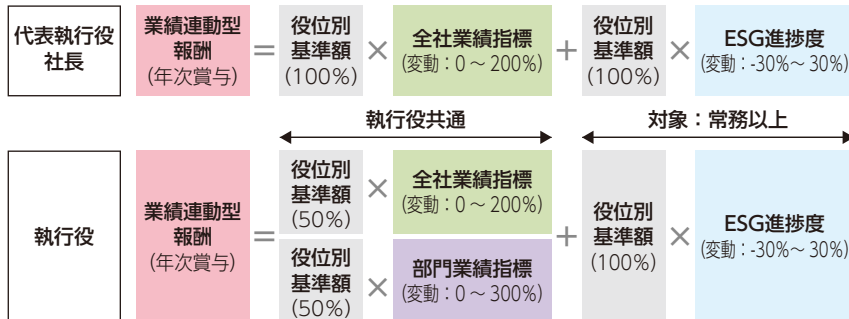 代表執行役
社長
業績連動型
報酬
(年次賞与)
=
役位別
基準額
(100%)
×
全社業績指標
(変動：0～200%)
+
役位別
基準額
(100%)
×
ESG進捗度
(変動：-30%～30%)
執行役共通
対象：常務以上
執行役
業績連動型
報酬
(年次賞与)
=
役位別
基準額
(50%)
×
全社業績指標
(変動：0～200%)
役位別
基準額
(50%)
×
部門業績指標
(変動：0～300%)
+
役位別
基準額
(100%)
×
ESG進捗度
(変動：-30%～30%)